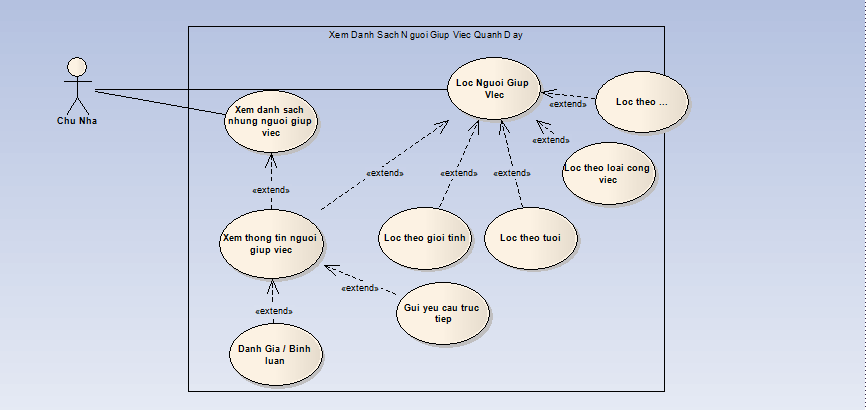 Xem Danh Sach Nguoi Giup Viec Quanh Day
Loc Nguoi Giup
VIec
«extend»
Loc theo ...
Chu Nha
Xem danh sach
nhung nguoi giup
viec
«extend»
Loc theo loai cong
viec
«extend»
«extend»
«extend»
«extend»
Xem thong tin nguoi
giup viec
Loc theo gioi tinh
Loc theo tuoi
«extend»
Gui yeu cau truc
tiep
«extend»
Danh Gia / Binh
luan